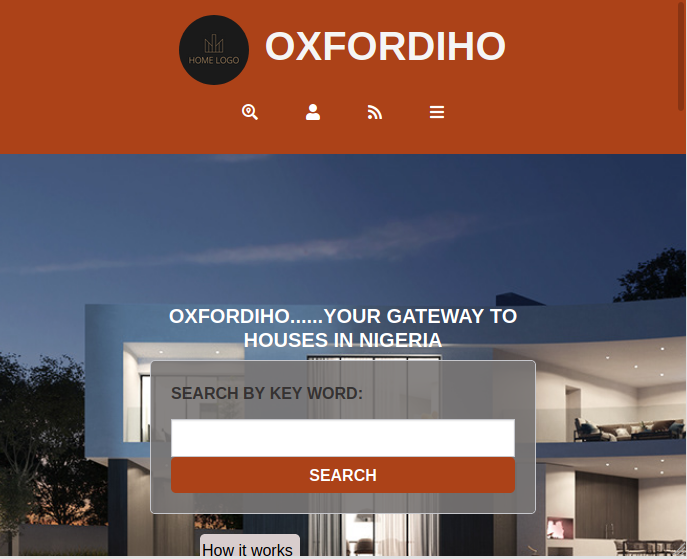 HOME LOGO
OXFORDIHO
OXFORDIHO......YOUR GATEWAY TO
HOUSES IN NIGERIA
SEARCH BY KEY WORD:
SEARCH
How it works